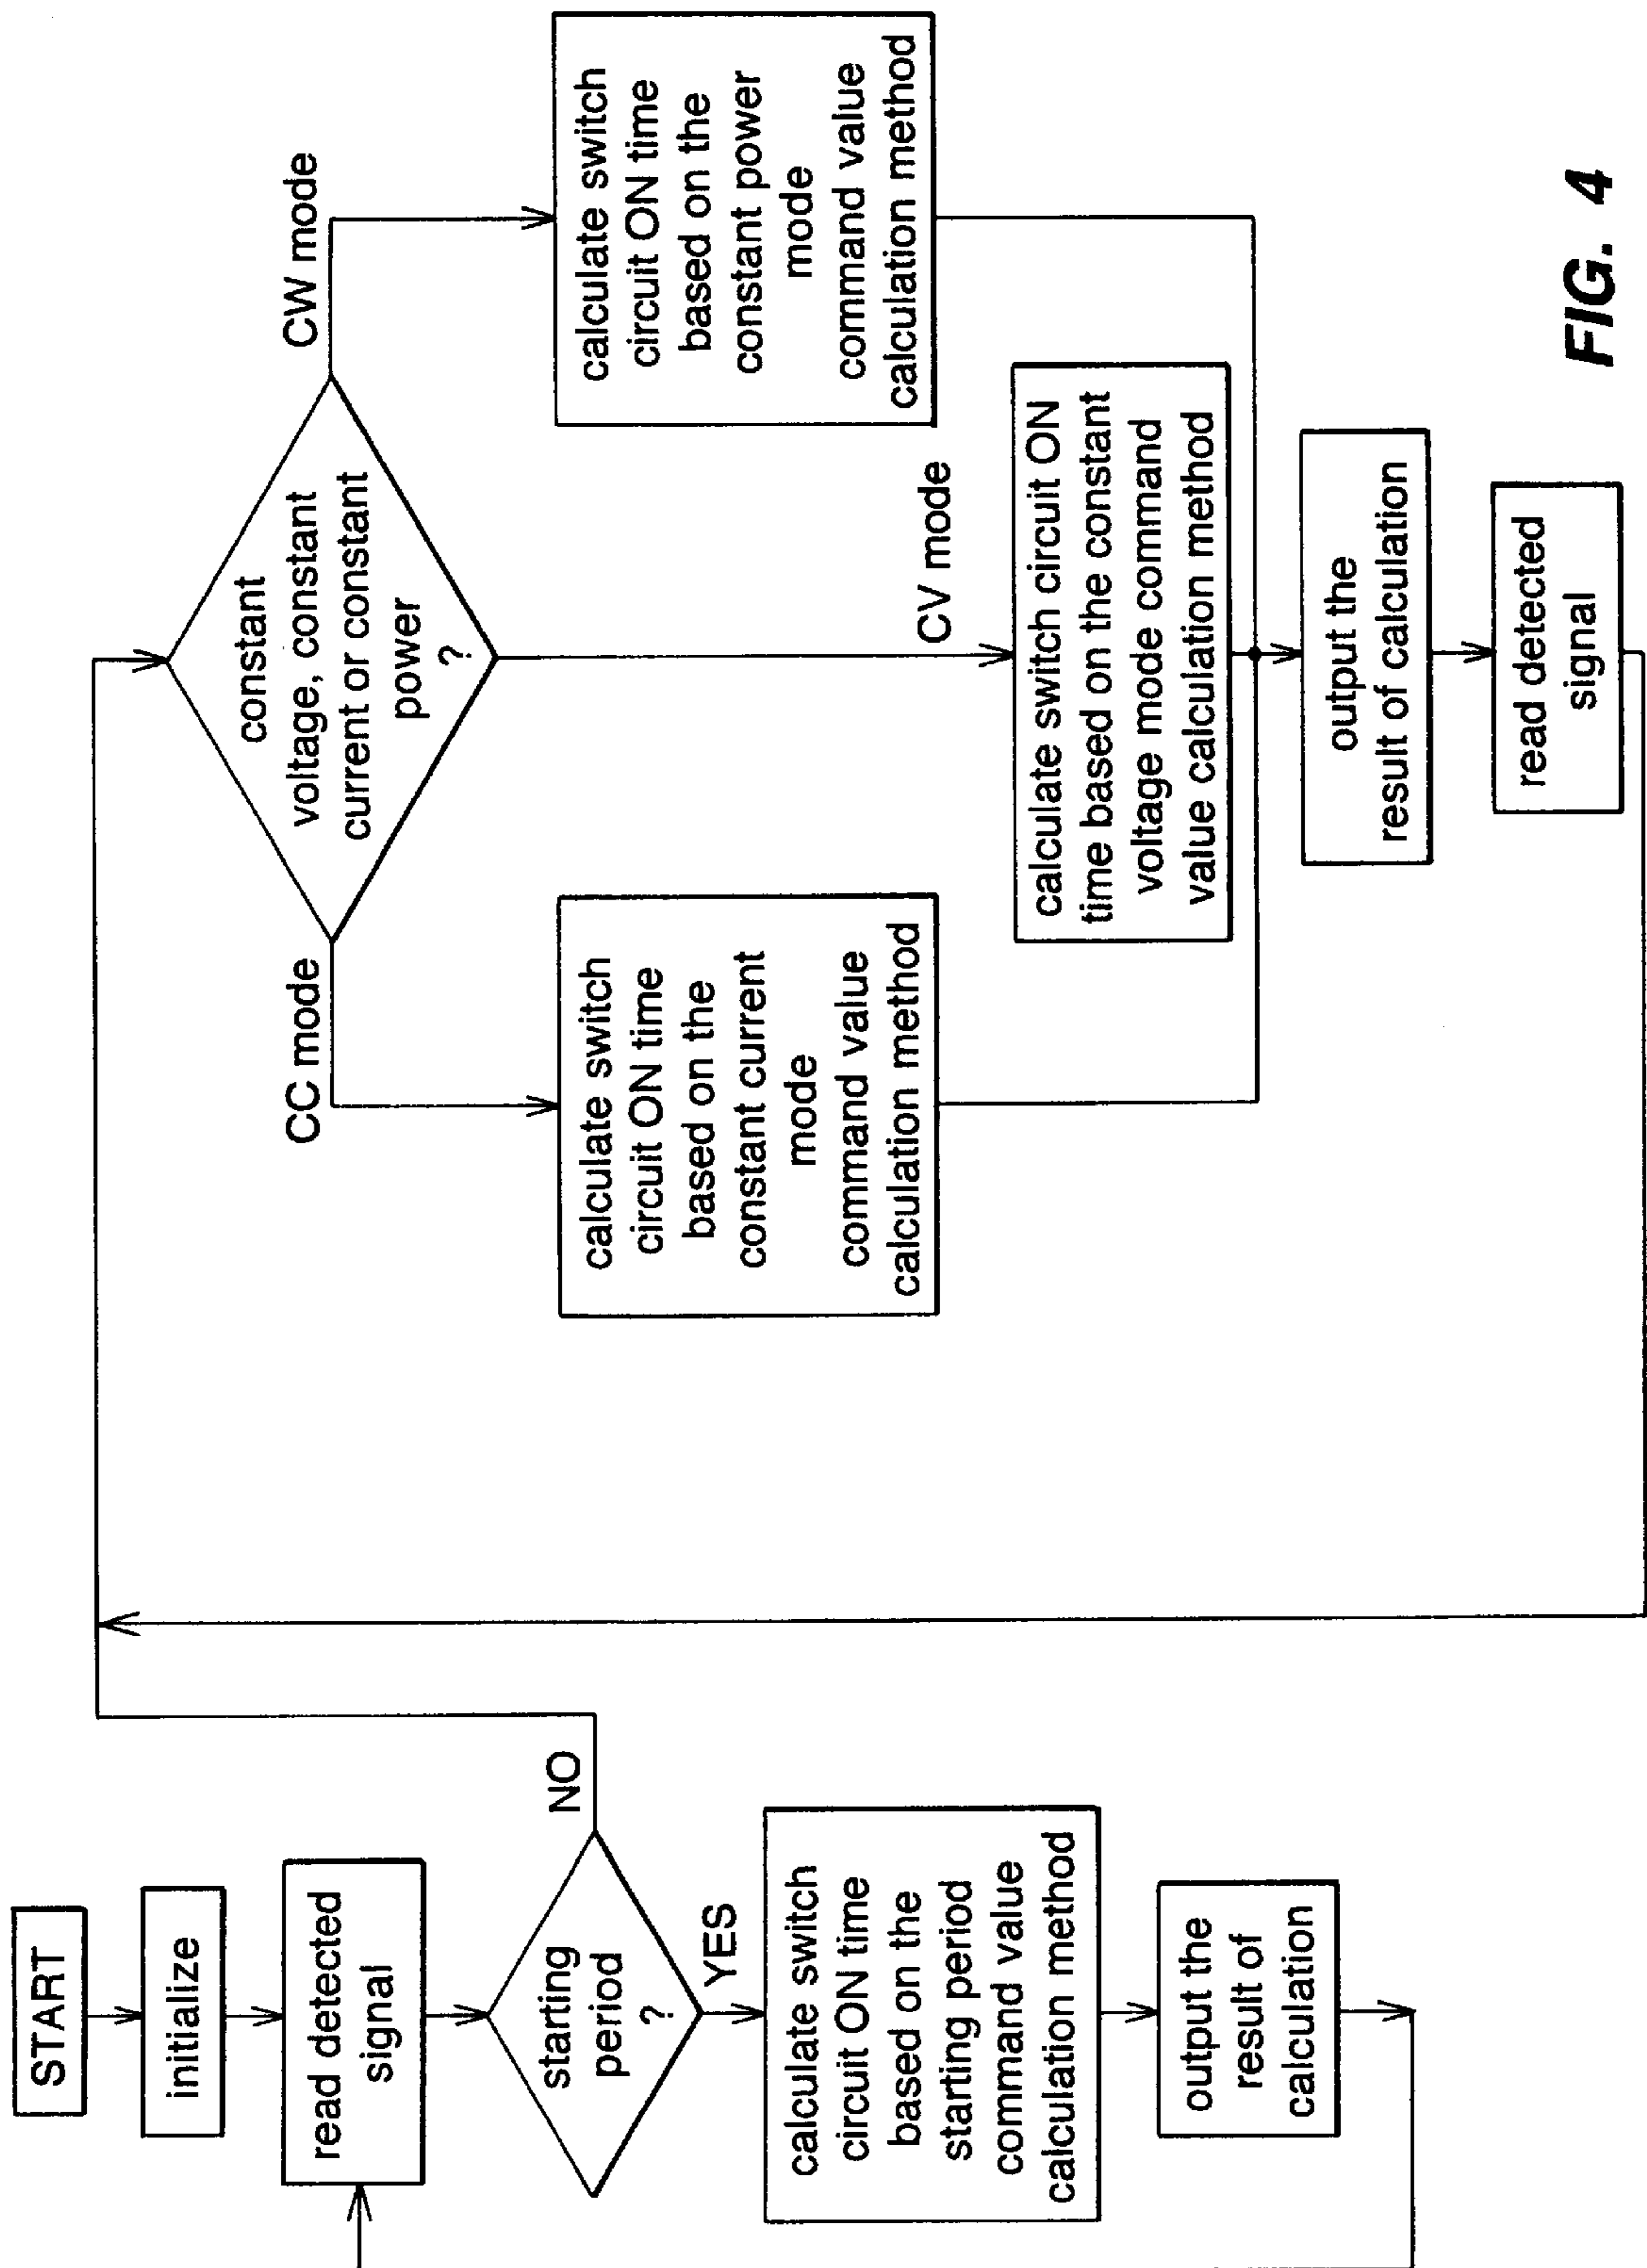 START
initialize
read detected
signal
starting
period
?
NO
YES
calculate switch
circuit ON time
based on the
starting period
command value
calculation method
output the
result of
calculation
constant
voltage, constant
current or constant
power
?
CC mode
CW mode
CV mode
calculate switch
circuit ON time
based on the
constant current
mode
command value
calculation method
calculate switch circuit ON
time based on the constant
voltage mode command
value calculation method
calculate switch
circuit ON time
based on the
constant power
mode
command value
calculation method
output the
result of calculation
read detected
signal
FIG. 4